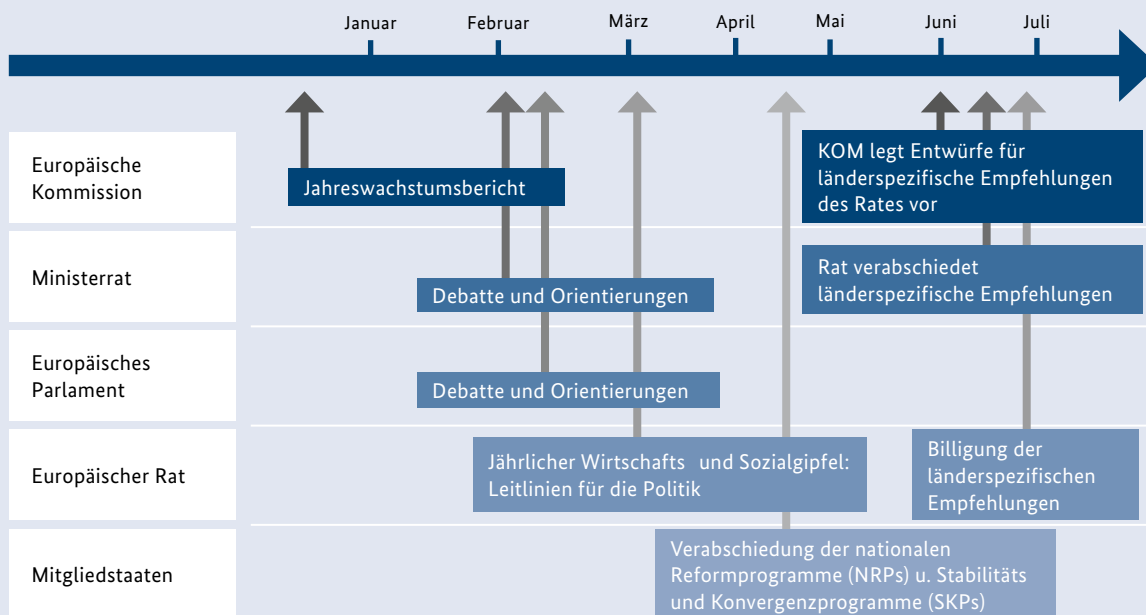 Januar
Februar
März
April
Mai
Juni
Juli
Europäische
Kommission
Jahreswachstumsbericht
KOM legt Entwürfe für
länderspezifische Empfehlungen
des Rates vor
Ministerrat
Debatte und Orientierungen
Rat verabschiedet
länderspezifische Empfehlungen
Europäisches
Parlament
Debatte und Orientierungen
Europäischer Rat
Jährlicher Wirtschafts und Sozialgipfel:
Leitlinien für die Politik
Billigung der
länderspezifischen
Empfehlungen
Mitgliedstaaten
Verabschiedung der nationalen
Reformprogramme (NRPs) u. Stabilitäts
und Konvergenzprogramme (SKPs)